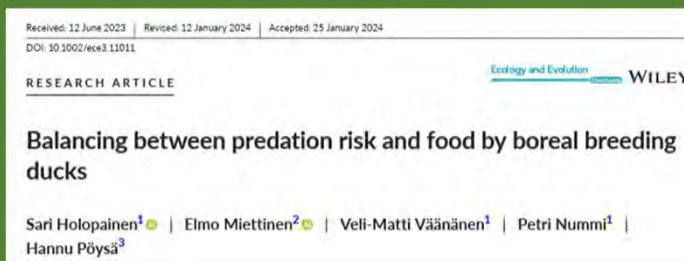 Received: 12 June 2023 | Revised: 12 January 2024 | Accepted: 25 January 2024
DOI: 10.1002/ece3.11011
RESEARCH ARTICLE
Ecology and Evolution
WILEY
Balancing between predation risk and food by boreal breeding
ducks
Sari Holopainen1 | Elmo Miettinen2 | Veli-Matti Väänänen1 | Petri Nummi1 |
Hannu Pöysä3